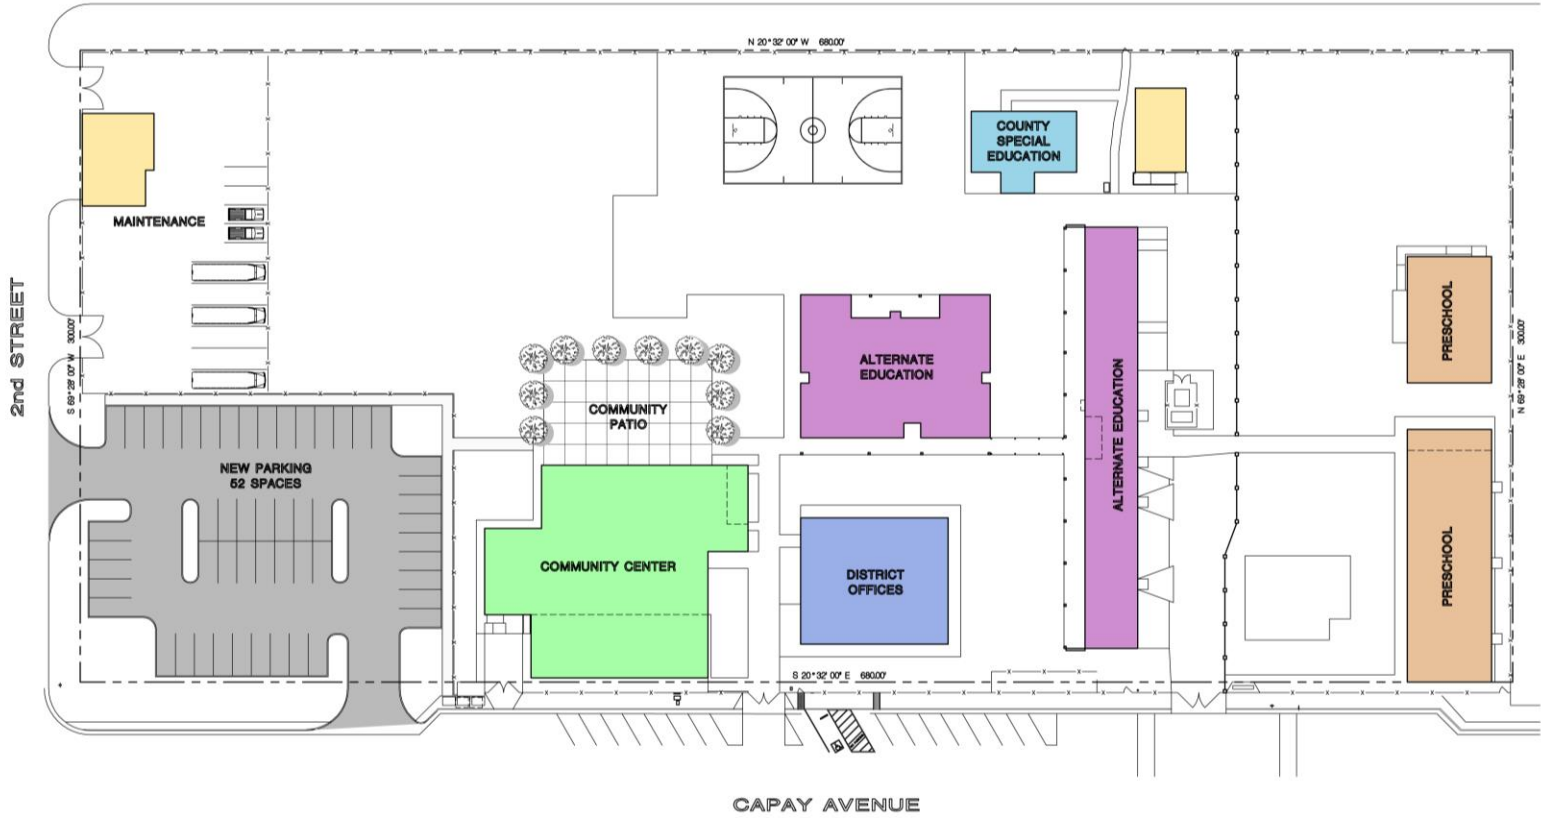 N 20°32' 00" W 680.00'
COUNTY
SPECIAL
EDUCATION
MAINTENANCE
2nd STREET
S 69°28' 00" W 300.00'
PRESCHOOL
N 69°28' 00" E 300.00'
ALTERNATE
EDUCATION
ALTERNATE EDUCATION
COMMUNITY
PATIO
NEW PARKING
52 SPACES
COMMUNITY CENTER
DISTRICT
OFFICES
PRESCHOOL
S 20°32' 00" E 680.00'
CAPAY AVENUE